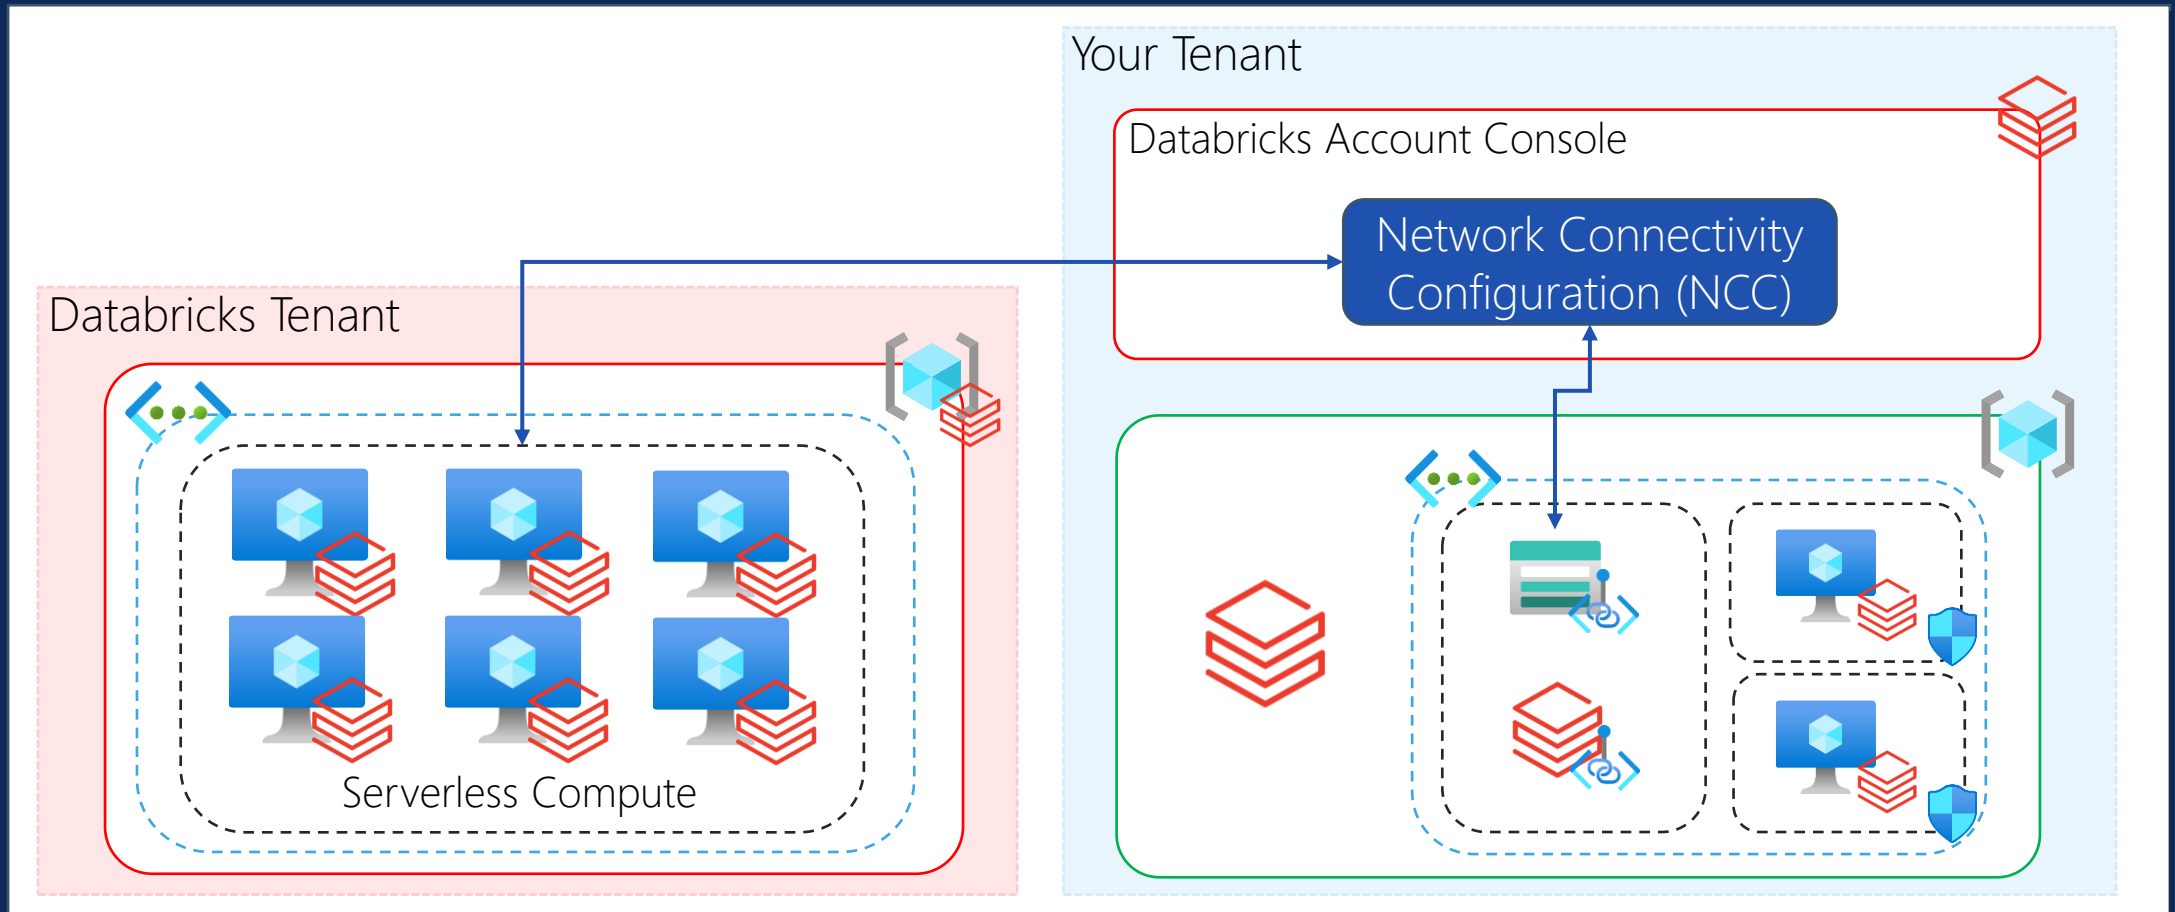 Your Tenant
Databricks Account Console
Network Connectivity
Configuration (NCC)
Databricks Tenant
Serverless Compute